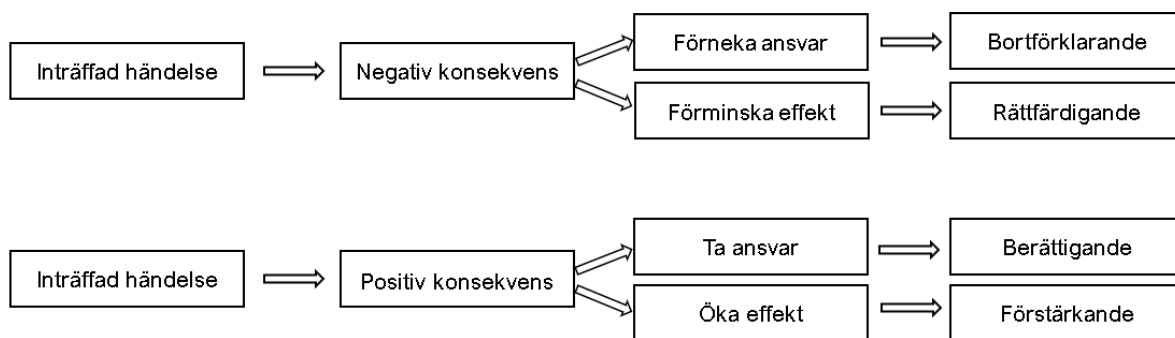 Förneka ansvar
Bortförklarande
Inträffad händelse
Negativ konsekvens
Förminska effekt
Rättfärdigande
Ta ansvar
Berättigande
Inträffad händelse
Positiv konsekvens
Öka effekt
Förstärkande